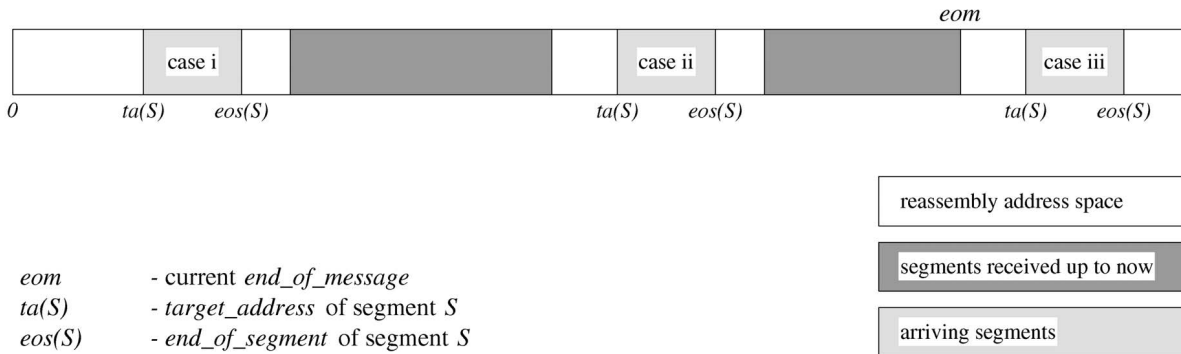 eom
case i
case ii
case iii
0 ta(S) eos(S) ta(S) eos(S) ta(S) eos(S)
reassembly address space
segments received up to now
arriving segments
eom - current end_of_message
ta(S) - target_address of segment S
eos(S) - end_of_segment of segment S